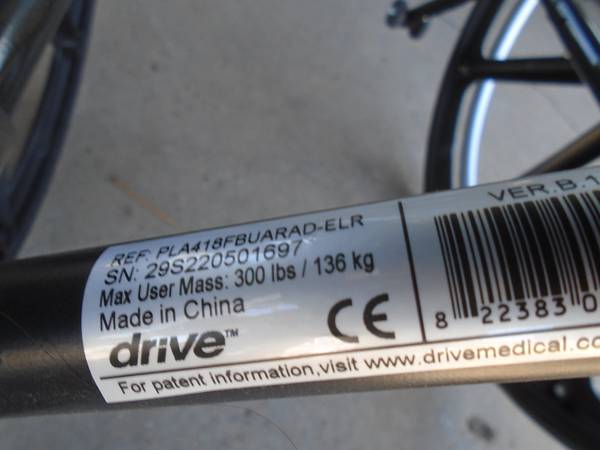 REF: PLA418FBUARAD-ELR
SN: 29S220501697
Max User Mass: 300 lbs / 136 kg
Made in China
drive™
CE
For patent information,visit www.drivemedical.co
VER.B.1
8 22383 0